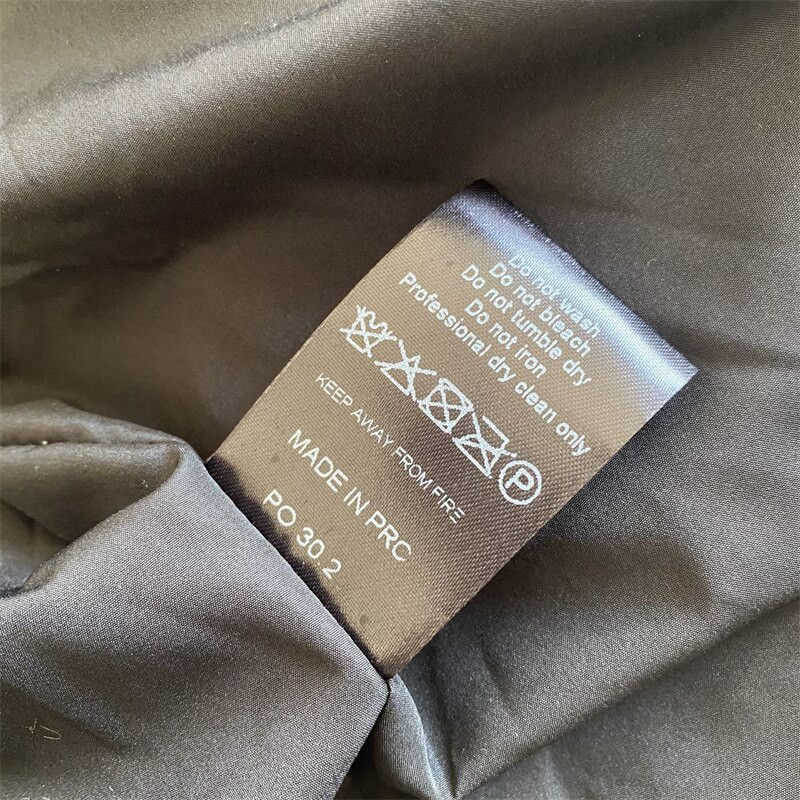 Do not wash
Do not bleach
Do not tumble dry
Do not iron
Professional dry clean only
P
KEEP AWAY FROM FIRE
MADE IN PRC
PO 30.2